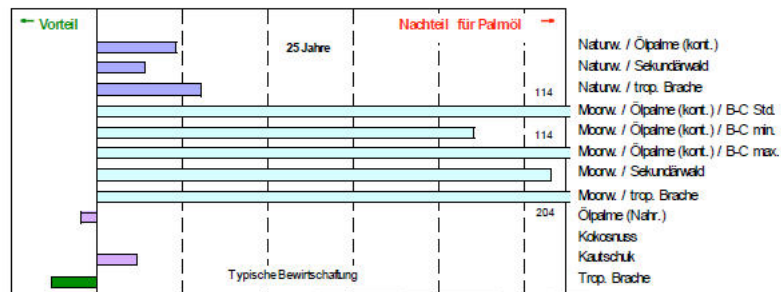 ← Vorteil Nachteil für Palmöl →
25 Jahre
Naturw. / Ölpalme (kont.)
Naturw. / Sekundärwald
Naturw. / trop. Brache
114
Moorw. / Ölpalme (kont.) / B-C Std.
Moorw. / Ölpalme (kont.) / B-C min.
114
Moorw. / Ölpalme (kont.) / B-C max.
Moorw. / Sekundärwald
Moorw. / trop. Brache
204
Ölpalme (Nahr.)
Kokosnuss
Kautschuk
Typische Bewirtschaftung
Trop. Brache